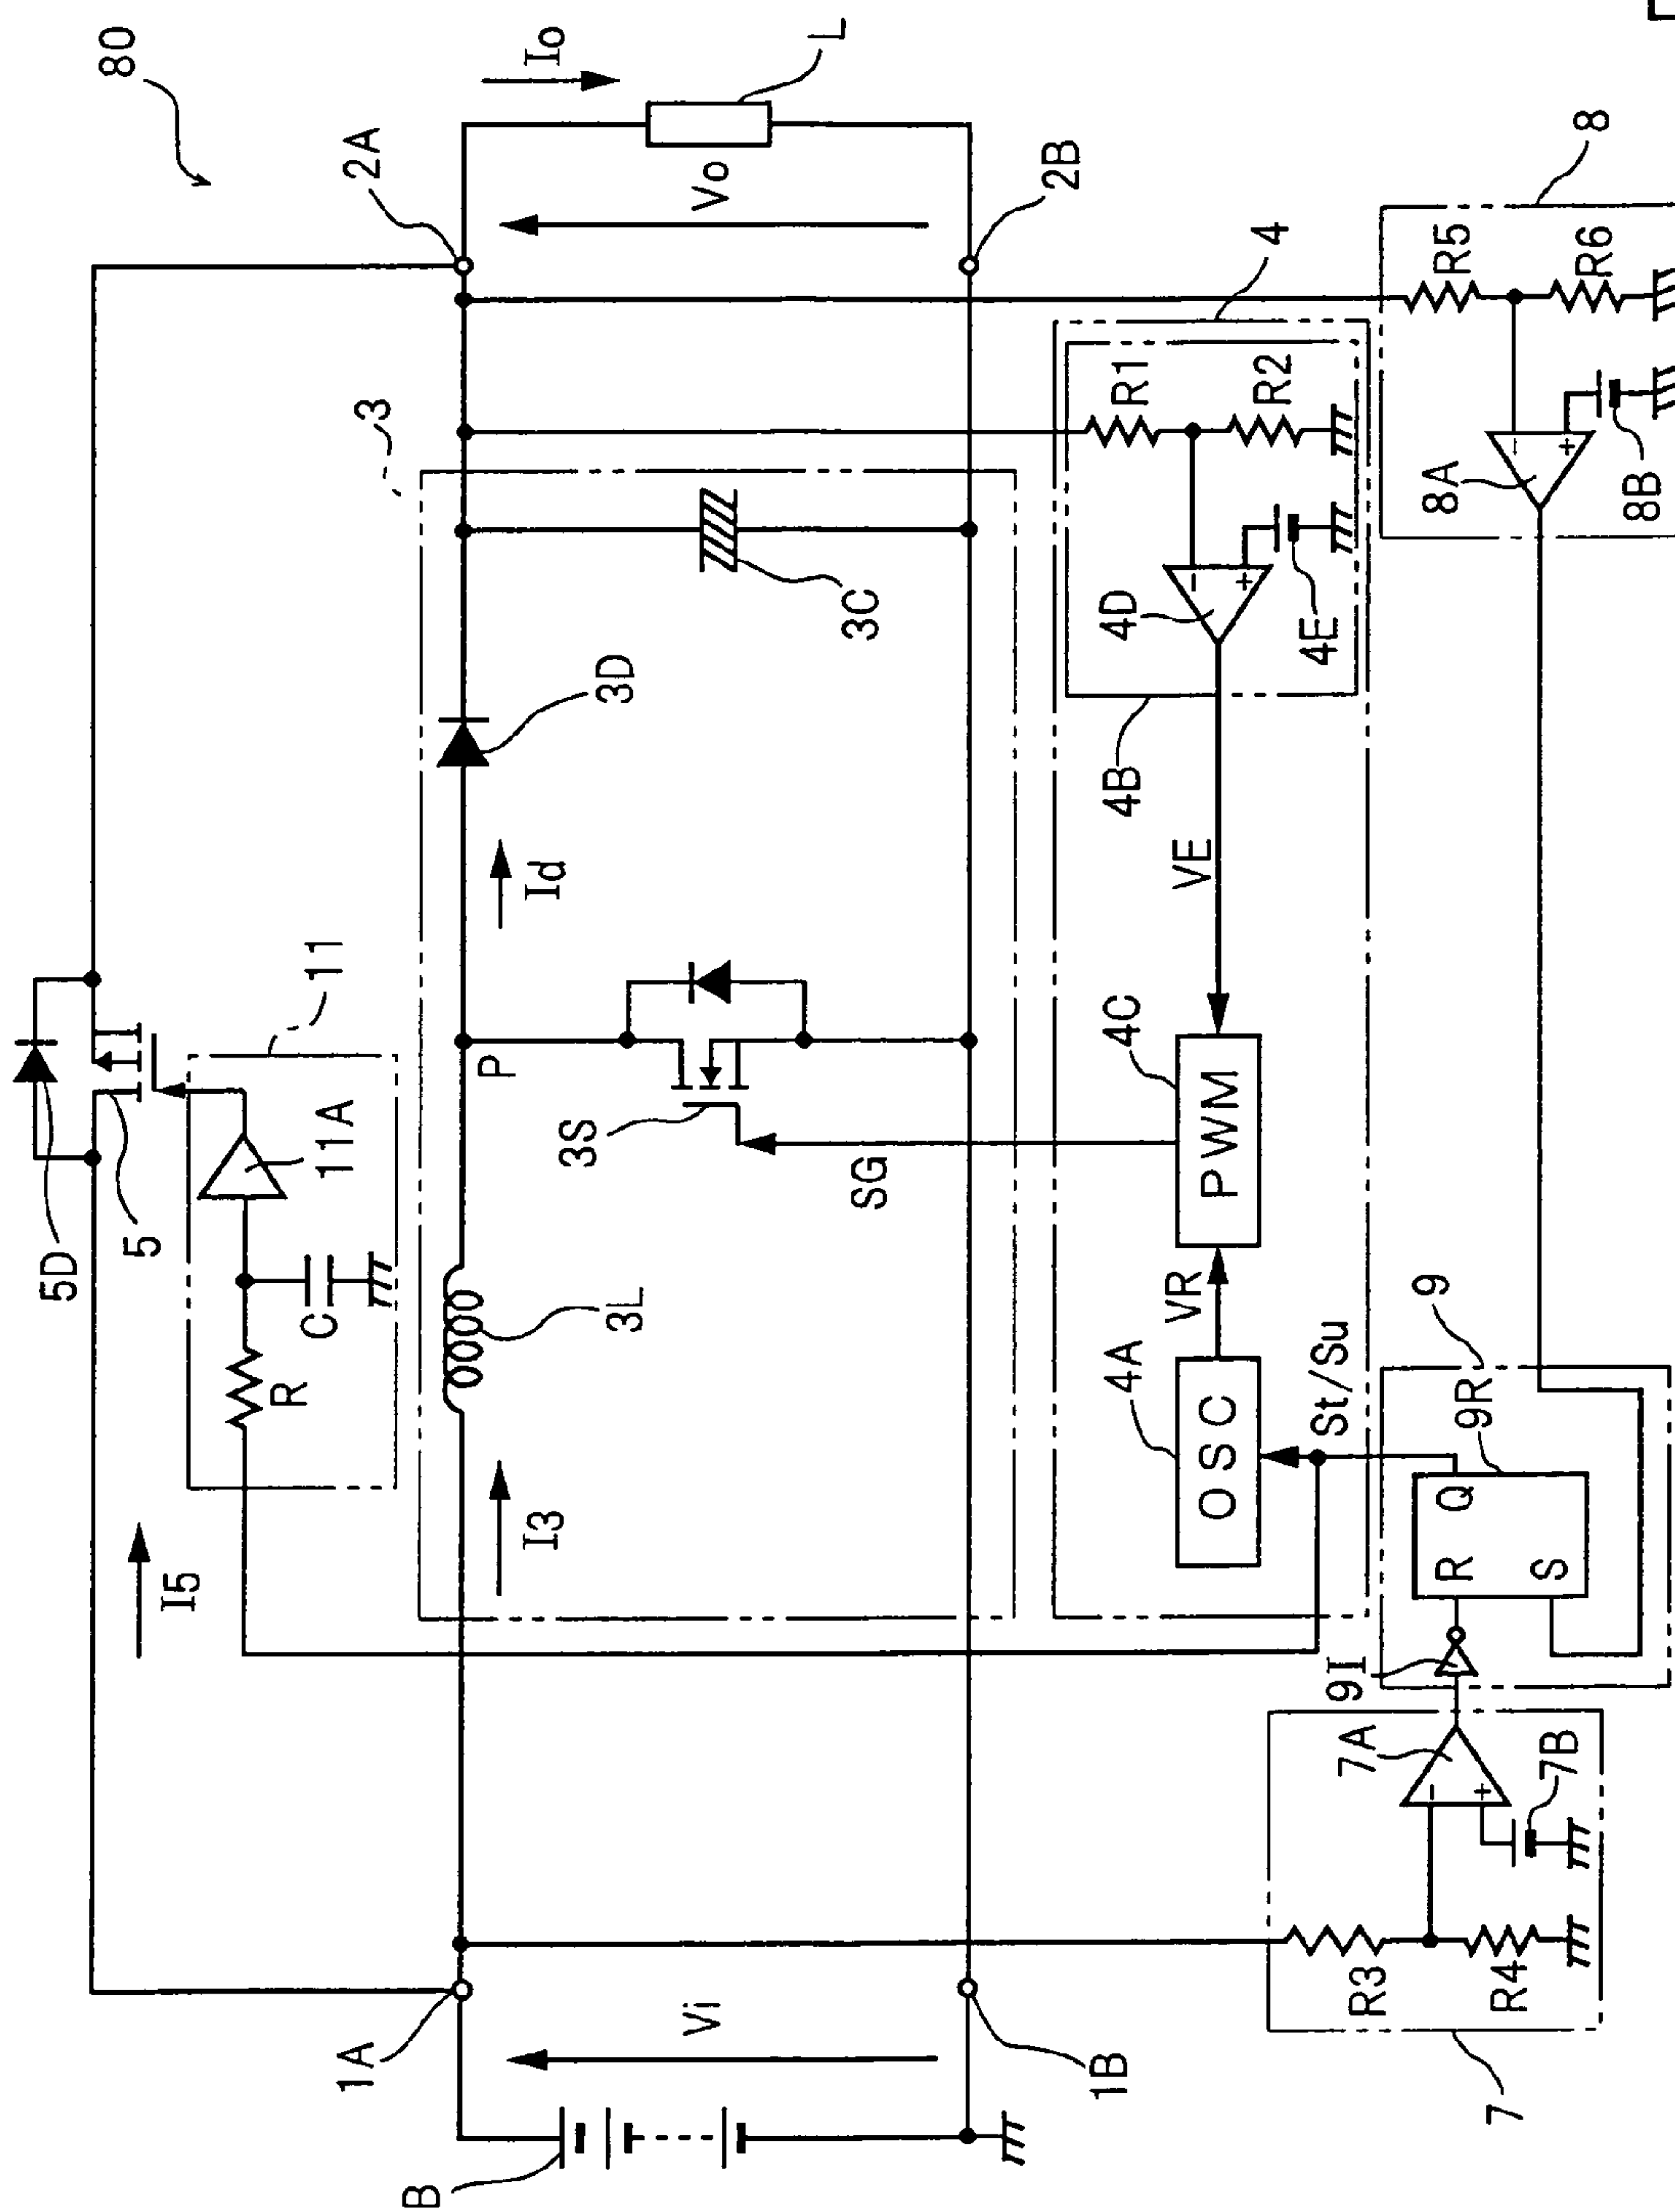 80
Io
L
2A
Vo
2B
3
3C
3D
Id
P
3S
SG
3L
I3
5D
5
11
11A
R
C
I5
1A
Vi
1B
B
4
R1
R2
4D
4E
4B
VE
4C
PWM
VR
4A
OSC
St/Su
8
R5
R6
8A
8B
9
9R
Q
R
S
9I
7A
7B
R3
R4
7